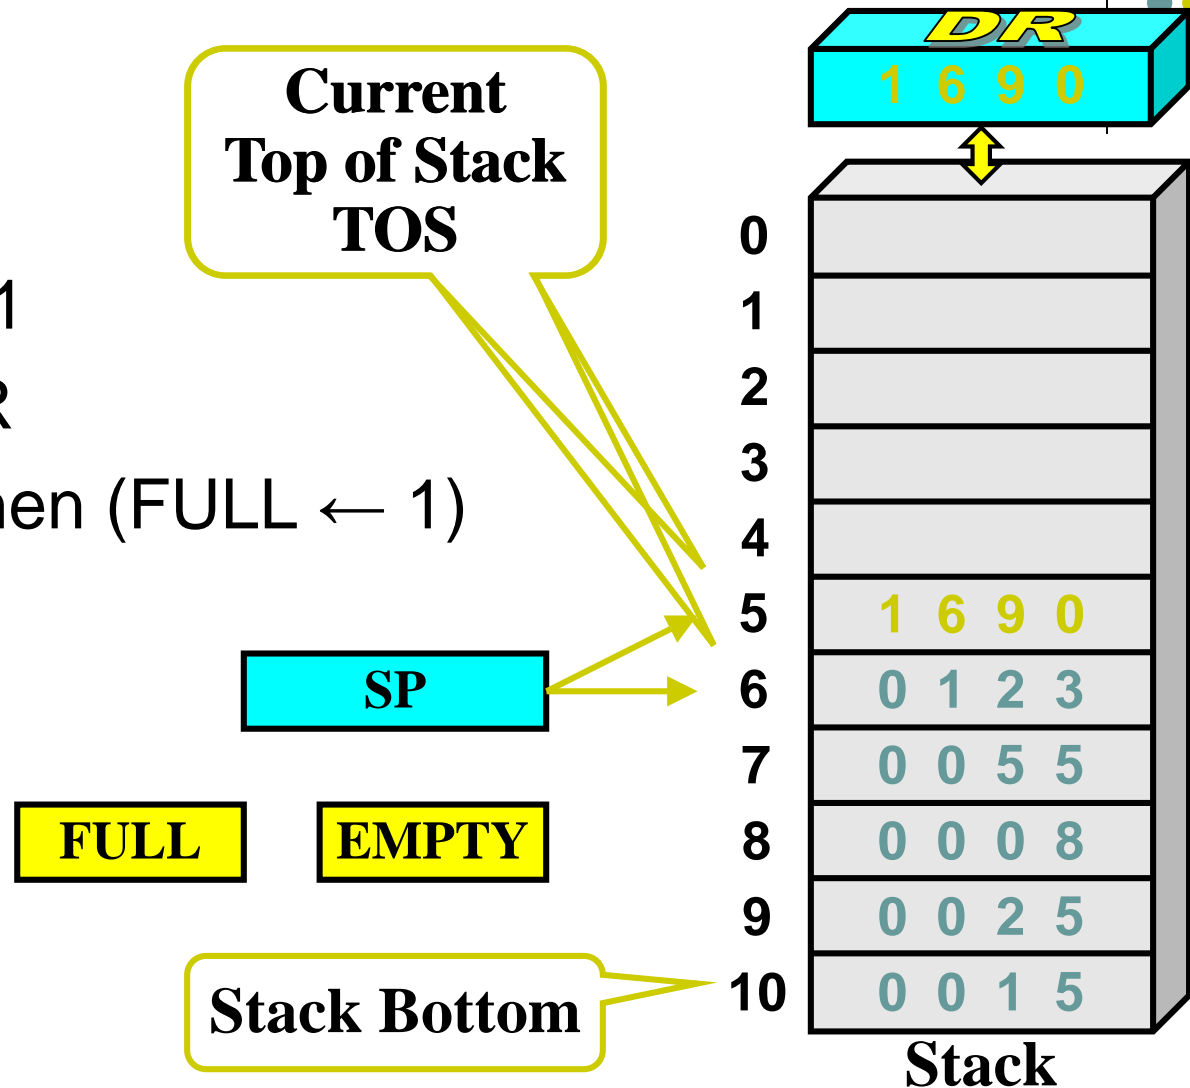 DR
1 6 9 0
Current
Top of Stack
TOS
1
R
hen (FULL ← 1)
0
1
2
3
4
5 1 6 9 0
SP
6 0 1 2 3
7 0 0 5 5
FULL EMPTY
8 0 0 0 8
9 0 0 2 5
Stack Bottom
10 0 0 1 5
Stack